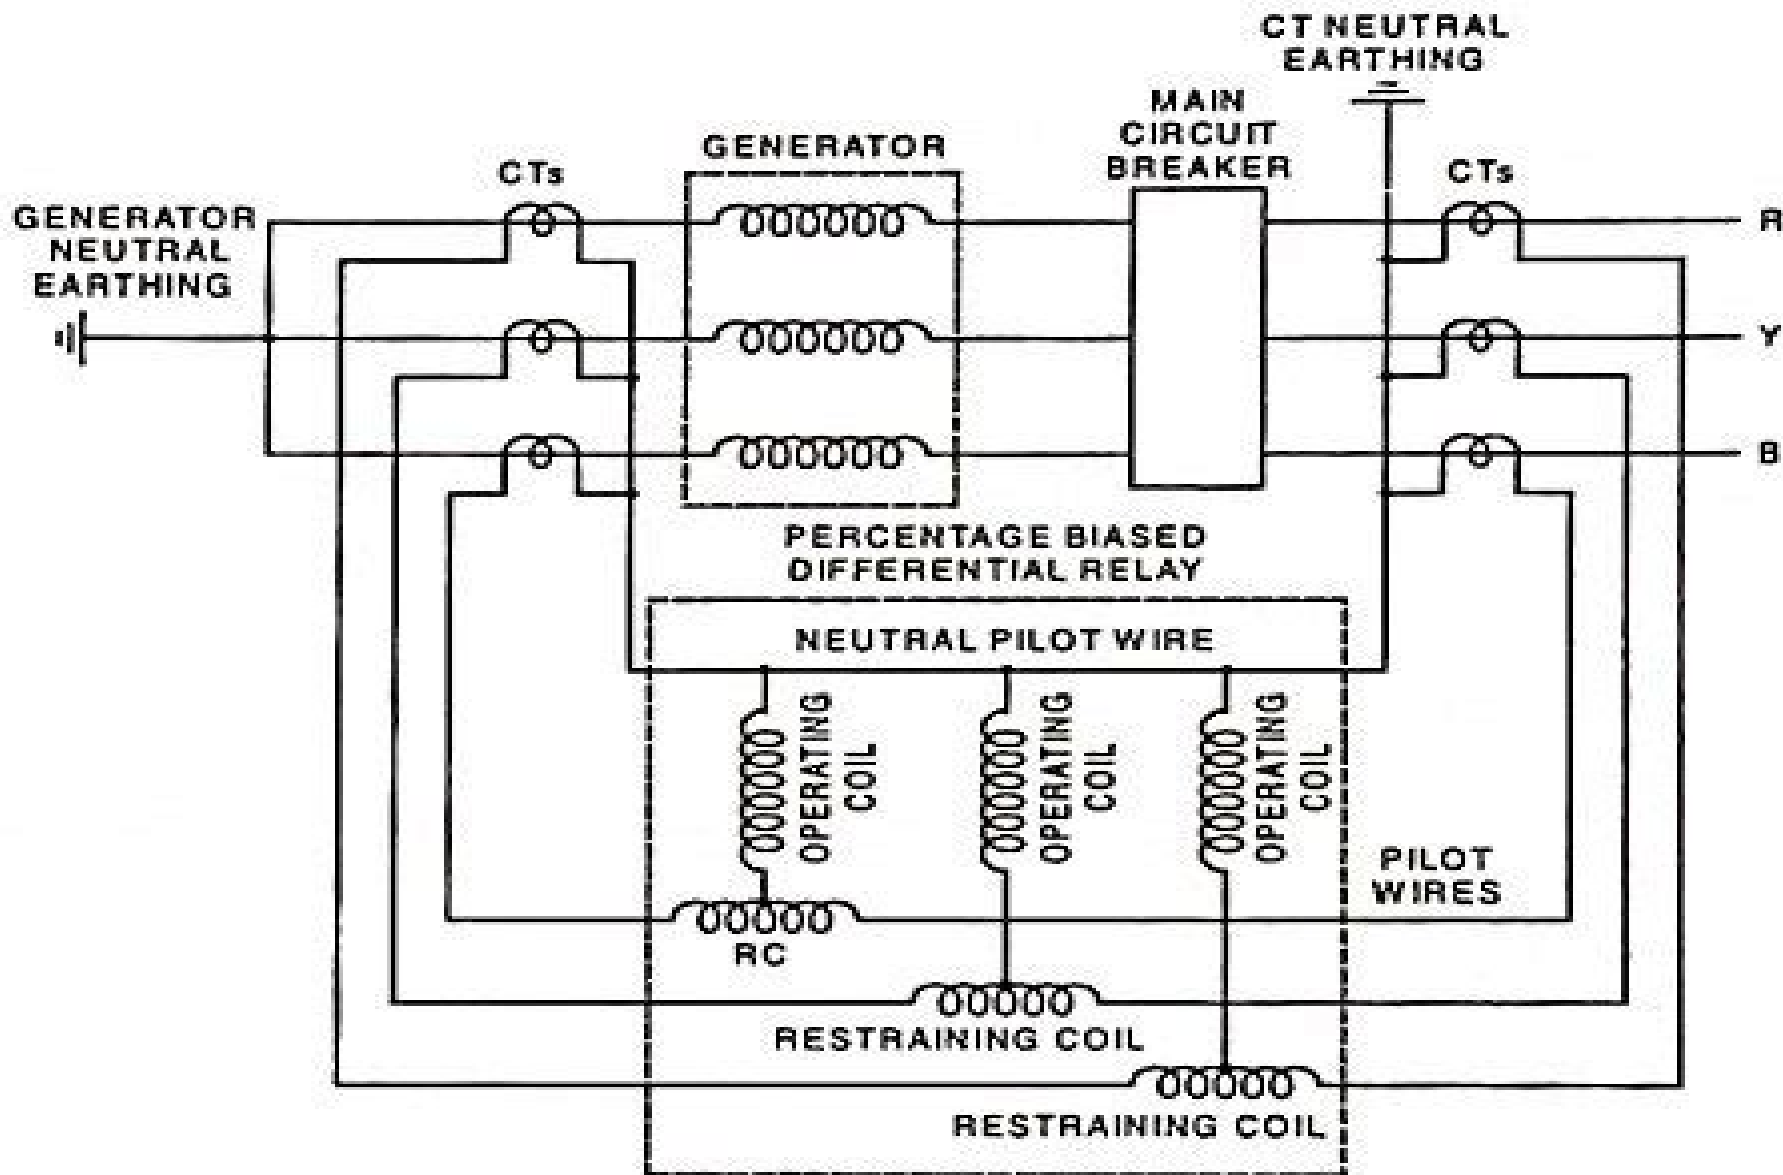 CT NEUTRAL
EARTHING
MAIN
CIRCUIT
BREAKER
GENERATOR
CTs
CTs
GENERATOR
NEUTRAL
EARTHING
R
Y
B
PERCENTAGE BIASED
DIFFERENTIAL RELAY
NEUTRAL PILOT WIRE
OPERATING
COIL
OPERATING
COIL
OPERATING
COIL
PILOT
WIRES
RC
RESTRAINING COIL
RESTRAINING COIL